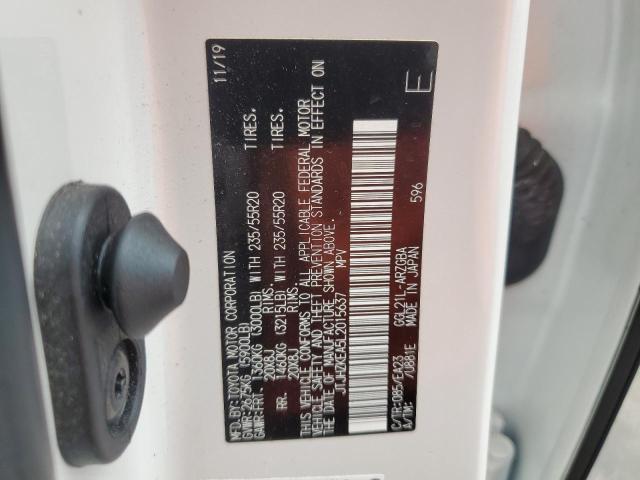 MFD.BY:TOYOTA MOTOR CORPORATION 11/19
GVWR:2675KG (5900LB)
GAWR:FRT. 1360KG (3000LB) WITH 235/55R20 TIRES.
20X8J RIMS.
RR. 1460KG (3215LB) WITH 235/55R20 TIRES.
20X8J RIMS.
THIS VEHICLE CONFORMS TO ALL APPLICABLE FEDERAL MOTOR
VEHICLE SAFETY AND THEFT PREVENTION STANDARDS IN EFFECT ON
THE DATE OF MANUFACTURE SHOWN ABOVE.
MPV
C/TR:085/EA23 GGL21L-ARZGBA 596
A/TM: /U881E MADE IN JAPAN
E